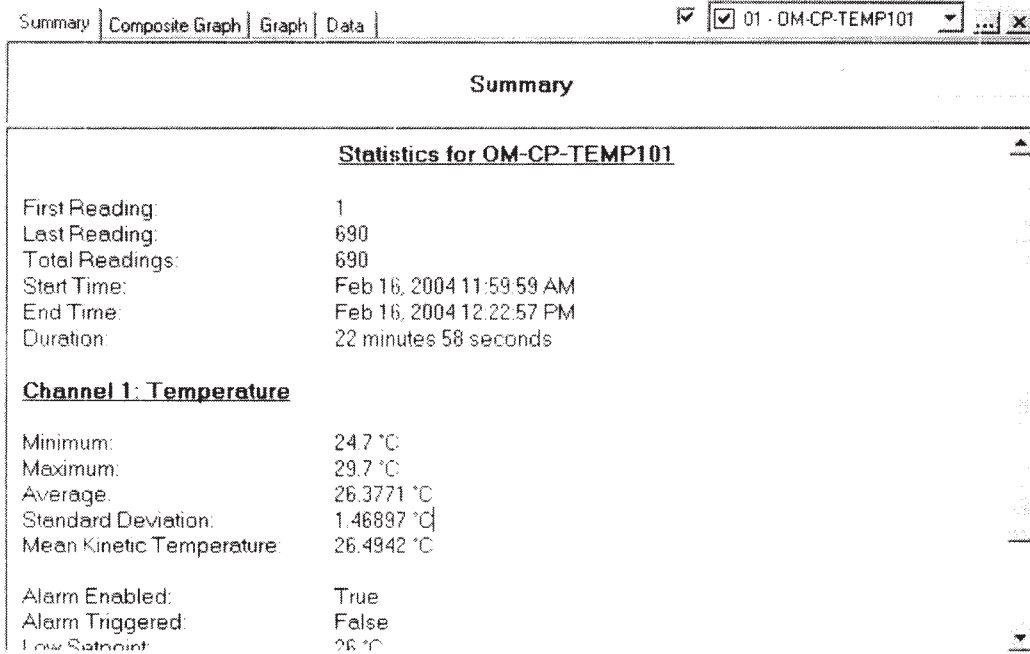 Summary Composite Graph Graph Data 01 - OM-CP-TEMP101 ...
Summary
Statistics for OM-CP-TEMP101
First Reading: 1
Last Reading: 690
Total Readings: 690
Start Time: Feb 16, 2004 11:59:59 AM
End Time: Feb 16, 2004 12:22:57 PM
Duration: 22 minutes 58 seconds
Channel 1: Temperature
Minimum: 24.7 °C
Maximum: 29.7 °C
Average: 26.3771 °C
Standard Deviation: 1.46897 °C
Mean Kinetic Temperature: 26.4942 °C
Alarm Enabled: True
Alarm Triggered: False
Low Setpoint: 26 °C